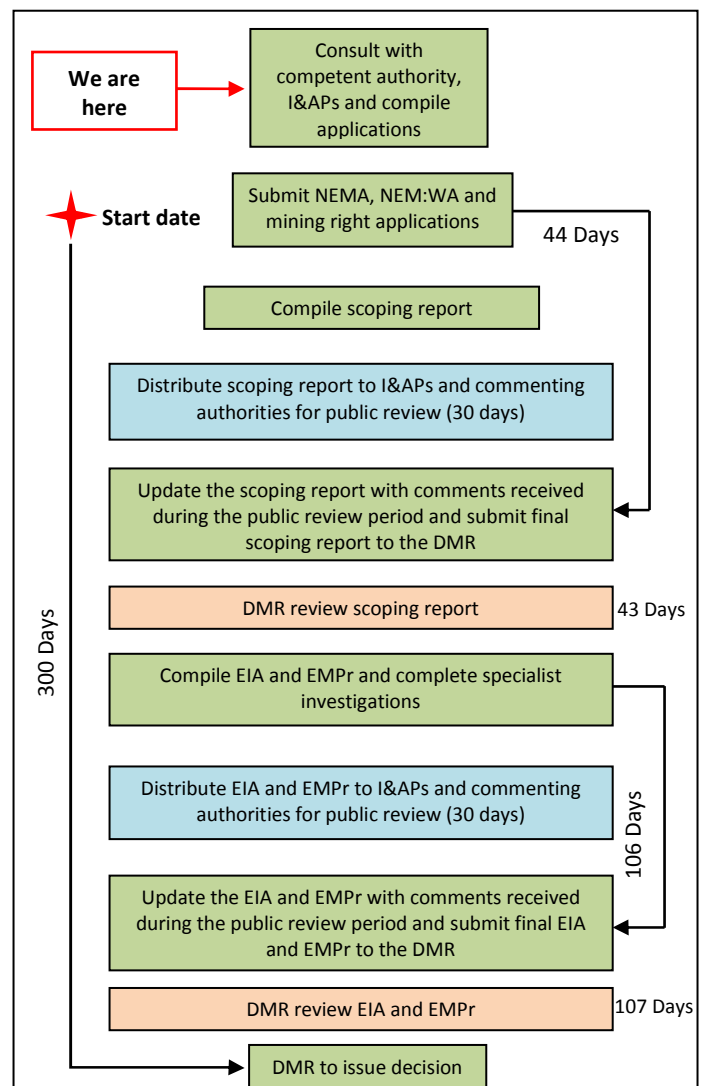 We are
here
Consult with
competent authority,
I&APs and compile
applications
Start date
Submit NEMA, NEM:WA and
mining right applications
44 Days
Compile scoping report
Distribute scoping report to I&APs and commenting
authorities for public review (30 days)
Update the scoping report with comments received
during the public review period and submit final
scoping report to the DMR
DMR review scoping report
43 Days
300 Days
Compile EIA and EMPr and complete specialist
investigations
Distribute EIA and EMPr to I&APs and commenting
authorities for public review (30 days)
106 Days
Update the EIA and EMPr with comments received
during the public review period and submit final EIA
and EMPr to the DMR
DMR review EIA and EMPr
107 Days
DMR to issue decision